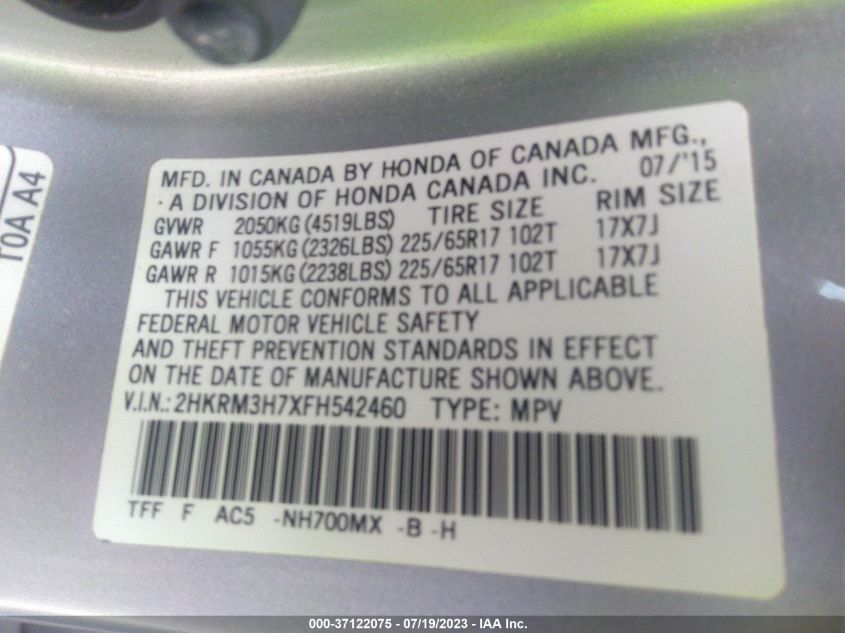 MFD. IN CANADA BY HONDA OF CANADA MFG.,
A DIVISION OF HONDA CANADA INC. 07/'15
GVWR 2050KG (4519LBS) TIRE SIZE RIM SIZE
GAWR F 1055KG (2326LBS) 225/65R17 102T 17X7J
GAWR R 1015KG (2238LBS) 225/65R17 102T 17X7J
THIS VEHICLE CONFORMS TO ALL APPLICABLE
FEDERAL MOTOR VEHICLE SAFETY
AND THEFT PREVENTION STANDARDS IN EFFECT
ON THE DATE OF MANUFACTURE SHOWN ABOVE.
V.I.N.: 2HKRM3H7XFH542460 TYPE: MPV
TFF F AC5 -NH700MX -B -H
T0A A4
000-37122075 - 07/19/2023 - IAA Inc.